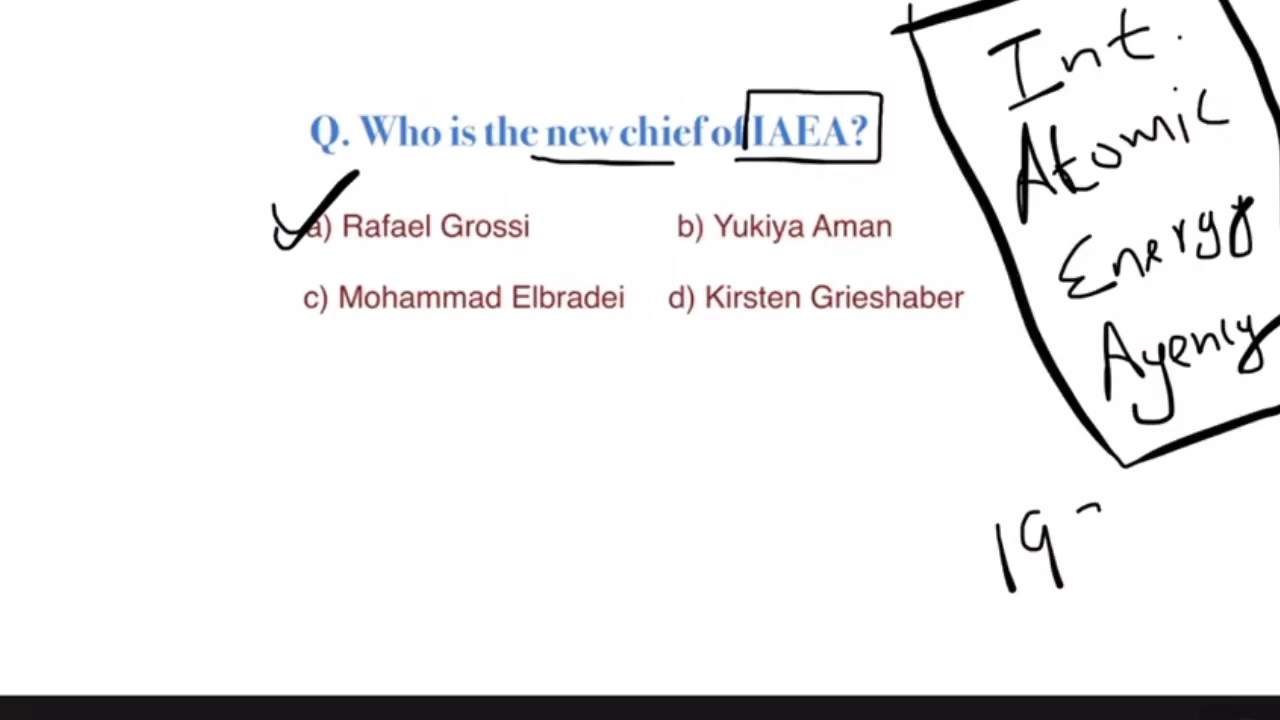 Q. Who is the new chief of IAEA?
a) Rafael Grossi
b) Yukiya Aman
c) Mohammad Elbradei
d) Kirsten Grieshaber
Int.
Atomic
Energy
Agency
19